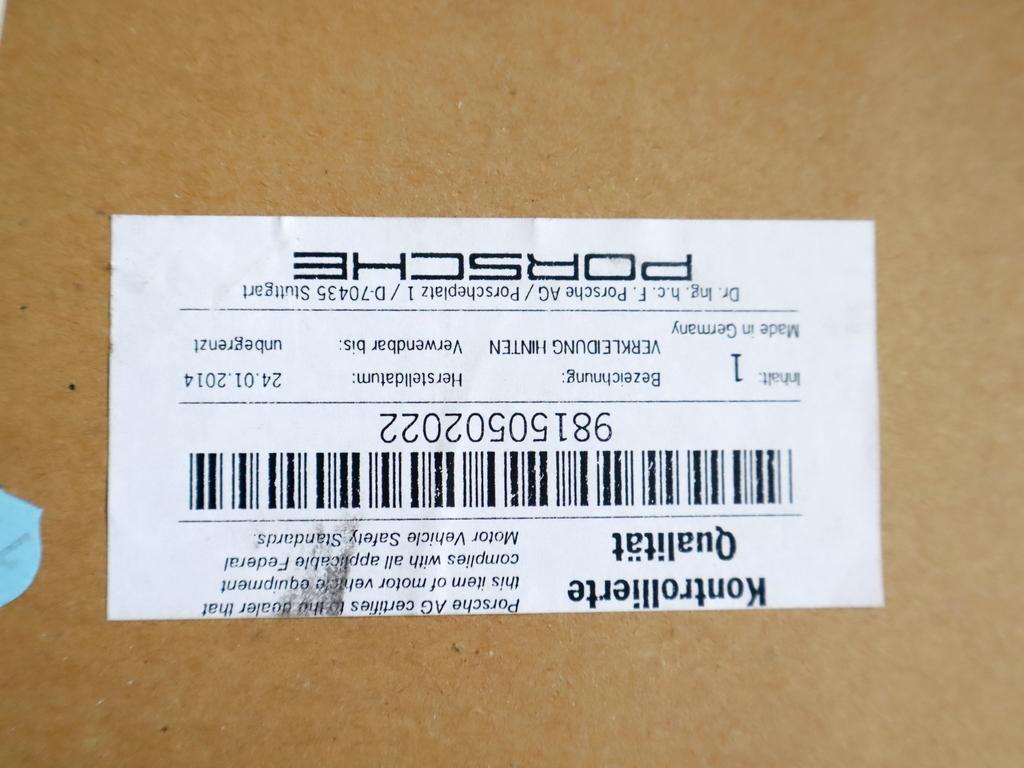 Kontrollierte
Qualität
Porsche AG certifies to the dealer that
this item of motor vehicle equipment
complies with all applicable Federal
Motor Vehicle Safety Standards.
98150502022
Inhalt: 1 Bezeichnung: Herstelldatum: 24.01.2014
VERKLEIDUNG HINTEN Verwendbar bis: unbegrenzt
Made in Germany
Dr. Ing. h.c. F. Porsche AG / Porscheplatz 1 / D-70435 Stuttgart
PORSCHE